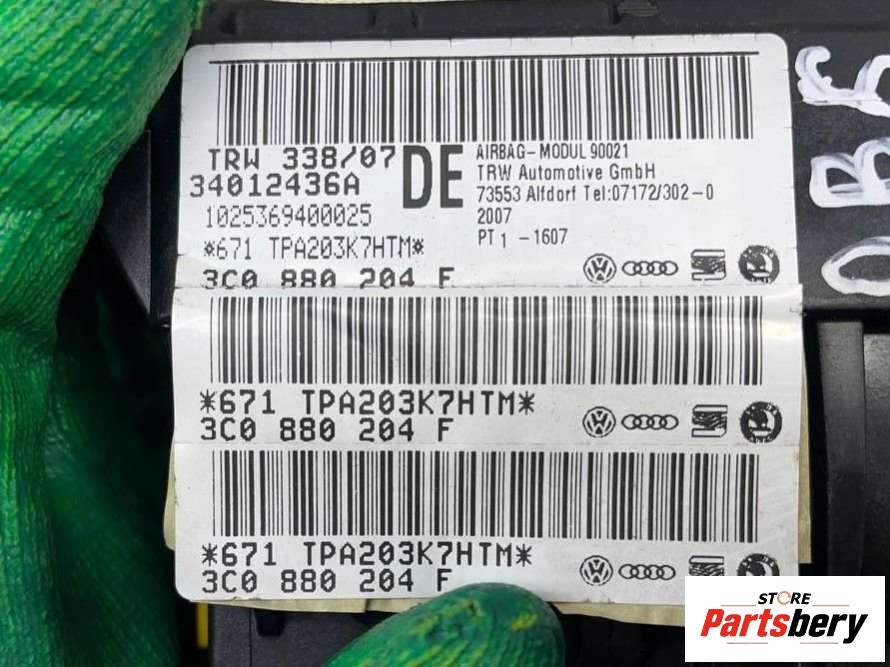 TRW 338/07
34012436A
1025369400025
*671 TPA203K7HTM*
3C0 880 204 F
DE
AIRBAG-MODUL 90021
TRW Automotive GmbH
73553 Alfdorf Tel:07172/302-0
2007
PT 1 -1607
*671 TPA203K7HTM*
3C0 880 204 F
*671 TPA203K7HTM*
3C0 880 204 F
STORE
Partsbery